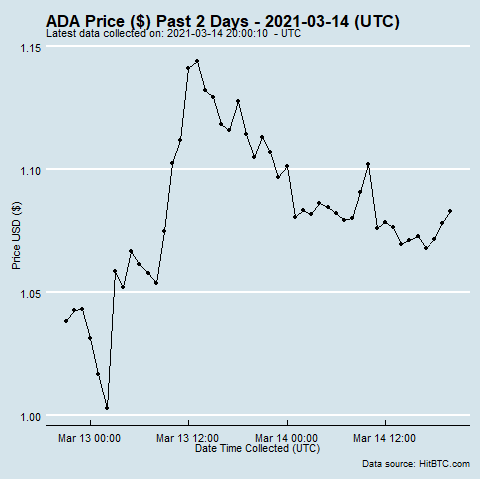 ADA Price ($) Past 2 Days - 2021-03-14 (UTC)
Latest data collected on: 2021-03-14 20:00:10  - UTC
1.15
1.10
1.05
1.00
Price USD ($)
Mar 13 00:00
Mar 13 12:00
Mar 14 00:00
Mar 14 12:00
Date Time Collected (UTC)
Data source: HitBTC.com